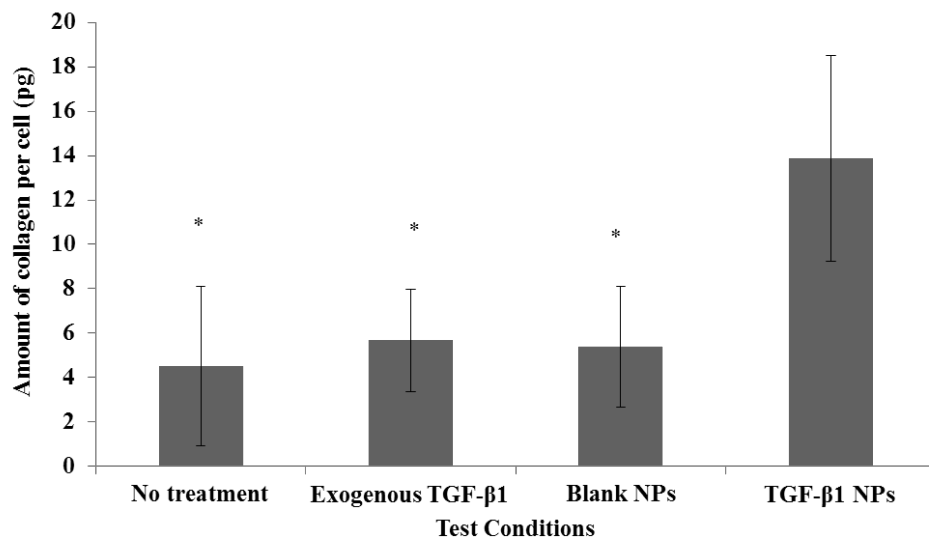 Amount of collagen per cell (pg)
20
18
16
14
12
10
8
6
4
2
0
* * *
No treatment Exogenous TGF-β1 Blank NPs TGF-β1 NPs
Test Conditions